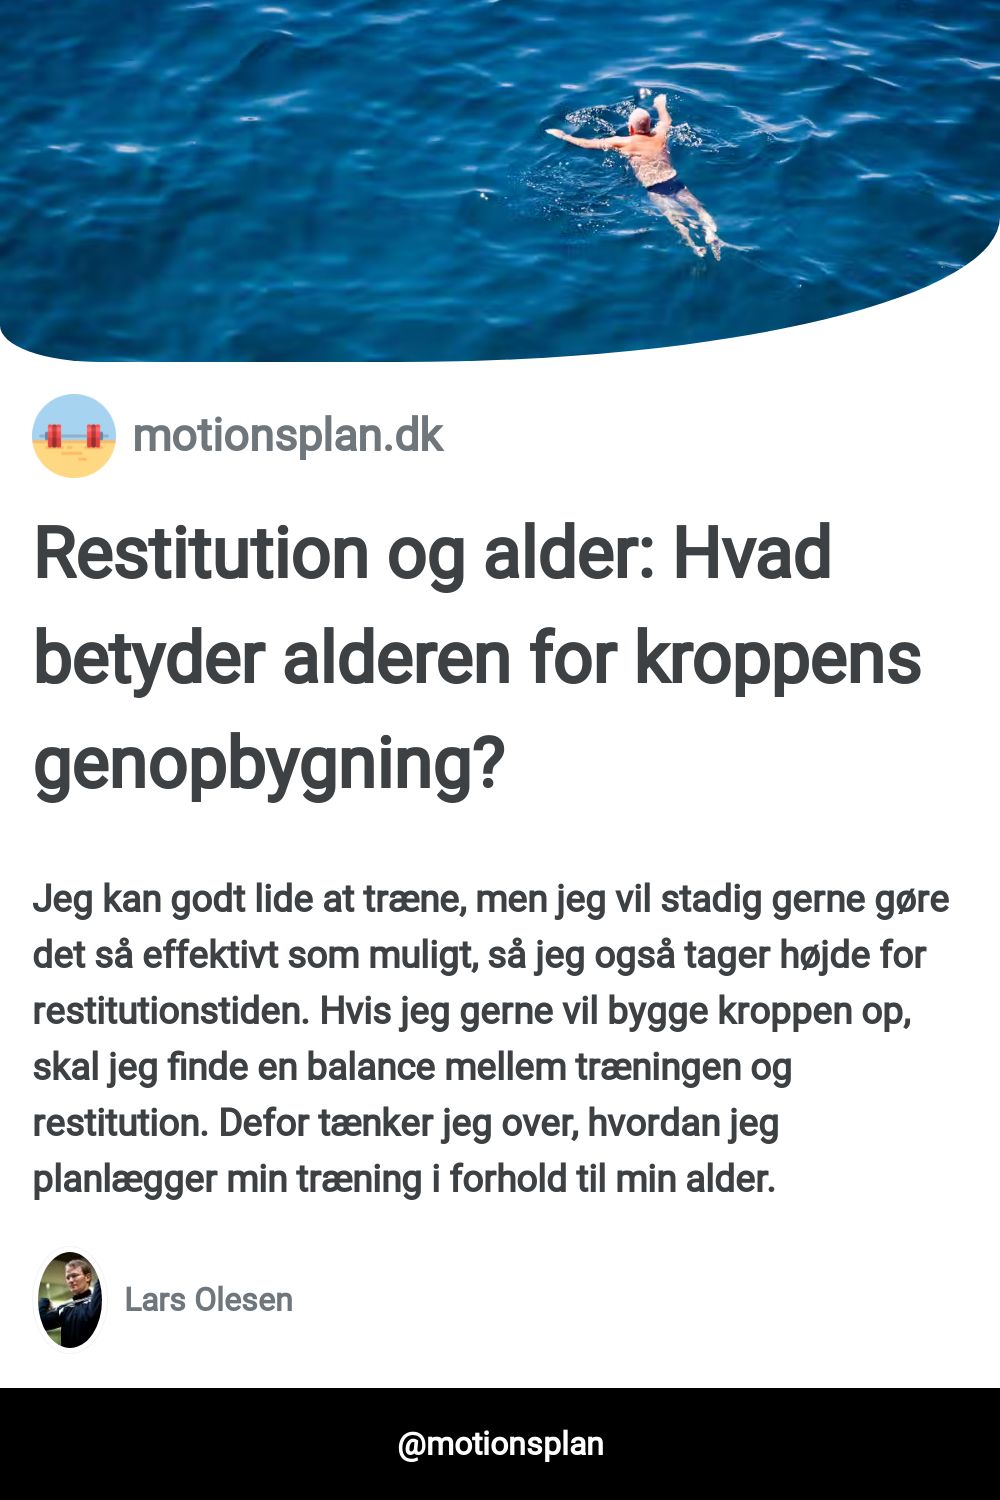 motionsplan.dk
Restitution og alder: Hvad
betyder alderen for kroppens
genopbygning?
Jeg kan godt lide at træne, men jeg vil stadig gerne gøre
det så effektivt som muligt, så jeg også tager højde for
restitutionstiden. Hvis jeg gerne vil bygge kroppen op,
skal jeg finde en balance mellem træningen og
restitution. Defor tænker jeg over, hvordan jeg
planlægger min træning i forhold til min alder.
Lars Olesen
@motionsplan